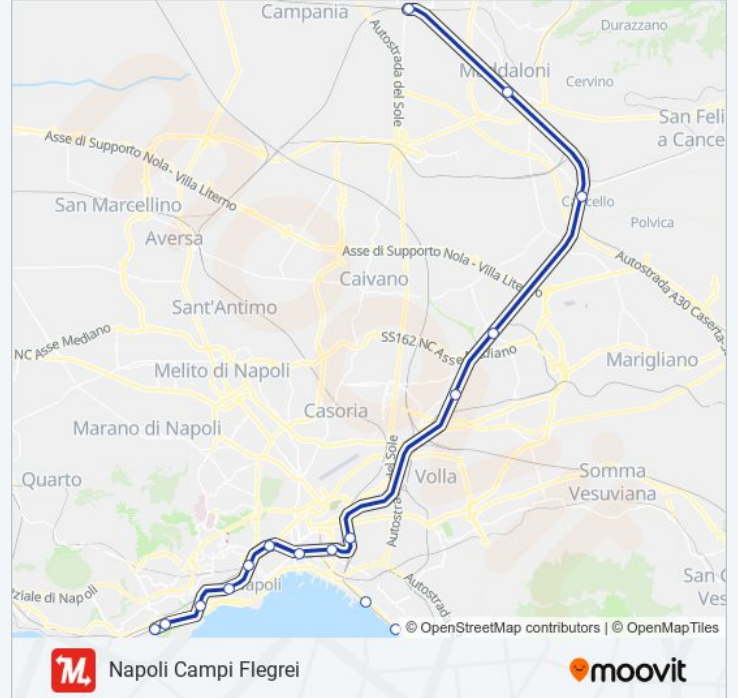 Campania
Durazzano
Autostrada del Sole
Maddaloni
Cervino
San Feli
a Cance
Asse di Supporto Nola - Villa Literno
San Marcellino
Cancello
Polvica
Aversa
Asse di Supporto Nola - Villa Literno
Caivano
Autostrada A30 Caserta-S
Sant'Antimo
NC Asse Mediano
SS162 NC Asse Mediano
Marigliano
Melito di Napoli
Casoria
Marano di Napoli
del Sole
Quarto
Volla
Somma
Vesuviana
Autostra
San G
Ves
ziale di Napoli
Napoli
Autostrad
© OpenStreetMap contributors | © OpenMapTiles
M
Napoli Campi Flegrei
moovit